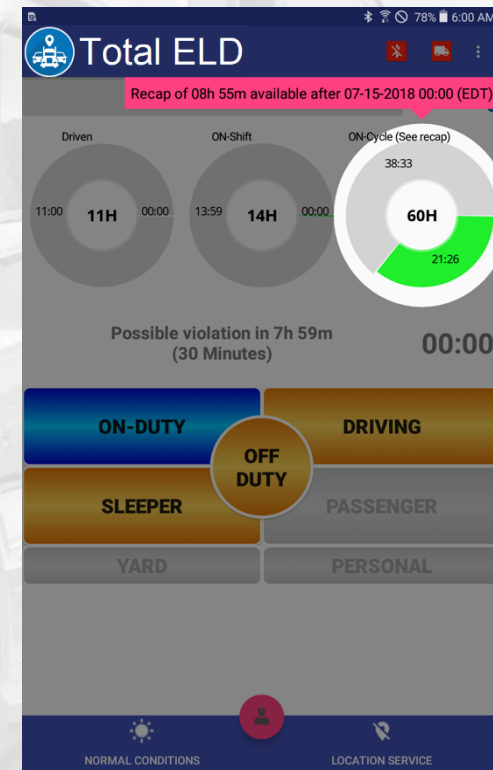 78% 6:00 AM
Total ELD
Recap of 08h 55m available after 07-15-2018 00:00 (EDT)
Driven
ON-Shift
ON-Cycle (See recap)
38:33
11:00 11H 00:00
13:59 14H 00:00
60H
21:26
Possible violation in 7h 59m
(30 Minutes)
00:00
ON-DUTY
DRIVING
OFF
DUTY
SLEEPER
PASSENGER
YARD
PERSONAL
NORMAL CONDITIONS
LOCATION SERVICE